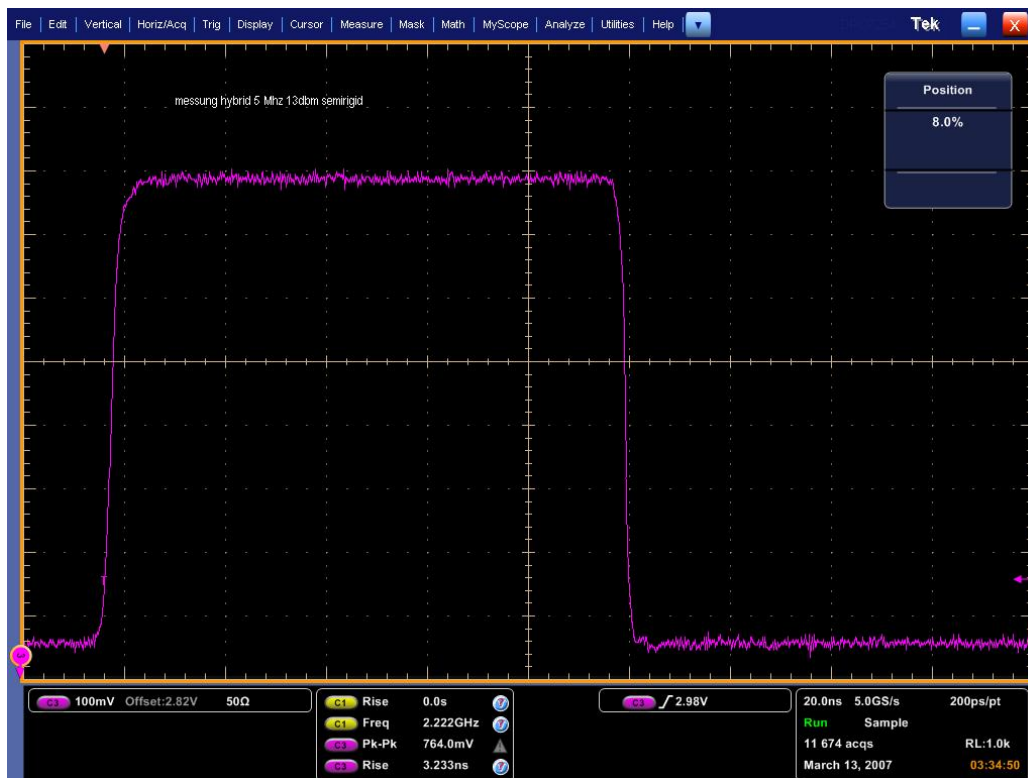 File Edit Vertical Horiz/Acq Trig Display Cursor Measure Mask Math MyScope Analyze Utilities Help Tek X
messung hybrid 5 Mhz 13dbm semirigid
Position
8.0%
T
C3 100mV Offset:2.82V 50Ω
C1 Rise 0.0s
C1 Freq 2.222GHz
C3 Pk-Pk 764.0mV
C3 Rise 3.233ns
C3 2.98V
20.0ns 5.0GS/s 200ps/pt
Run Sample
11 674 acqs RL:1.0k
March 13, 2007 03:34:50